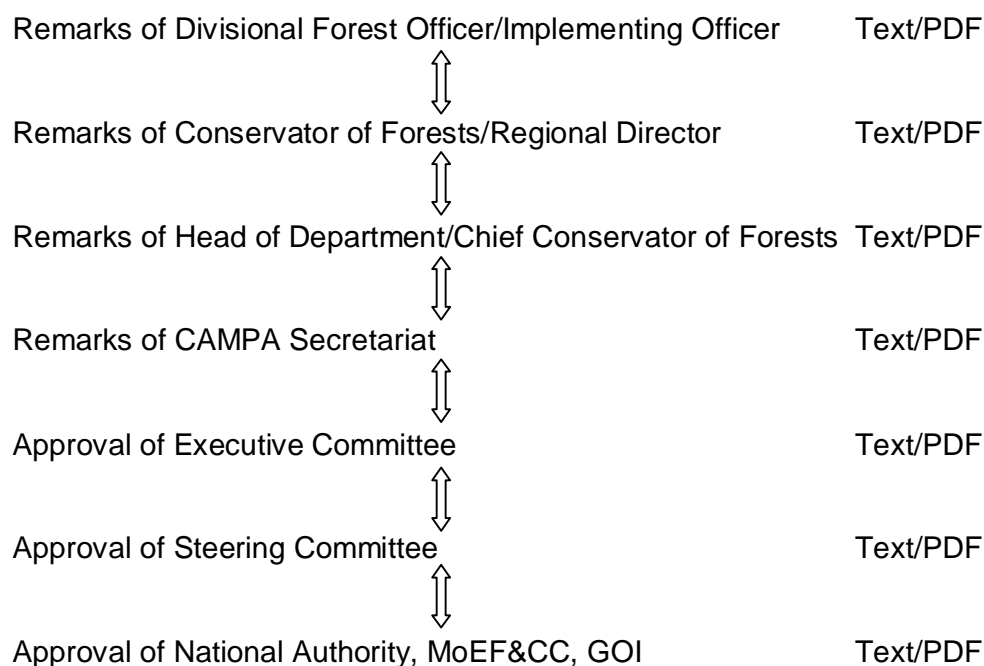 Remarks of Divisional Forest Officer/Implementing Officer Text/PDF
Remarks of Conservator of Forests/Regional Director Text/PDF
Remarks of Head of Department/Chief Conservator of Forests Text/PDF
Remarks of CAMPA Secretariat Text/PDF
Approval of Executive Committee Text/PDF
Approval of Steering Committee Text/PDF
Approval of National Authority, MoEF&CC, GOI Text/PDF